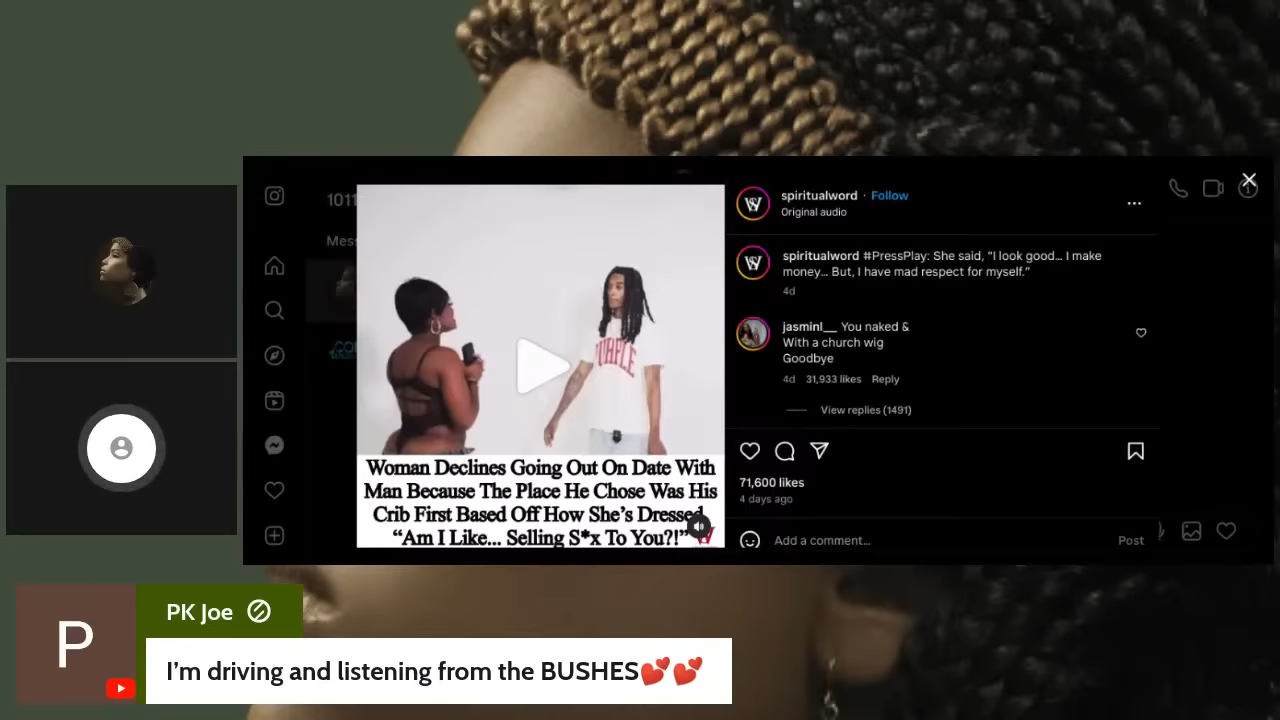 1011
Mess
spiritualword · Follow
Original audio
spiritualword #PressPlay: She said, “I look good... I make
money... But, I have mad respect for myself.”
4d
jasminl__ You naked &
With a church wig
Goodbye
4d 31,933 likes Reply
View replies (1491)
71,600 likes
4 days ago
Add a comment...
Post
PURPLE
Woman Declines Going Out On Date With
Man Because The Place He Chose Was His
Crib First Based Off How She’s Dressed
“Am I Like... Selling S*x To You?!”
P
PK Joe
I’m driving and listening from the BUSHES💕💕